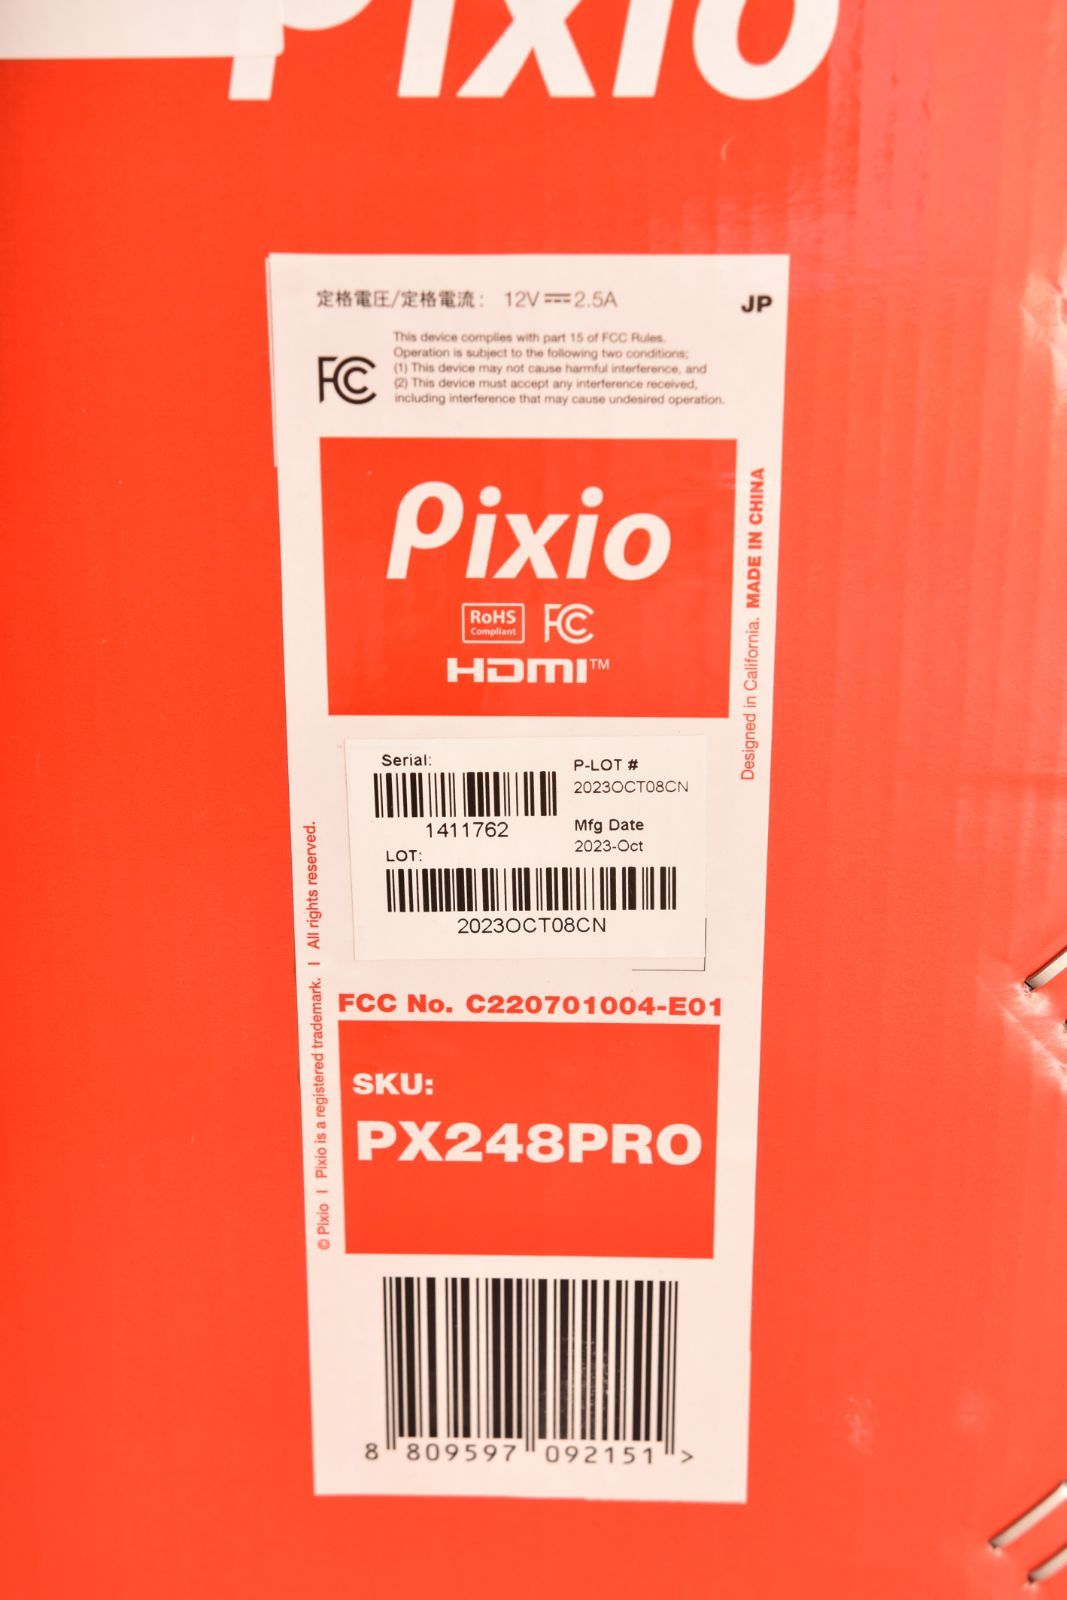 Pixio
定格電圧/定格電流： 12V⎓2.5A
JP
FC
This device complies with part 15 of FCC Rules.
Operation is subject to the following two conditions;
(1) This device may not cause harmful interference, and
(2) This device must accept any interference received,
including interference that may cause undesired operation.
Pixio
RoHS
Compliant
FC
HDMI™
Designed in California. MADE IN CHINA
Serial:
1411762
P-LOT #
2023OCT08CN
Mfg Date
2023-Oct
LOT:
2023OCT08CN
© Pixio I Pixio is a registered trademark. I All rights reserved.
FCC No. C220701004-E01
SKU:
PX248PRO
8 809597 092151 >